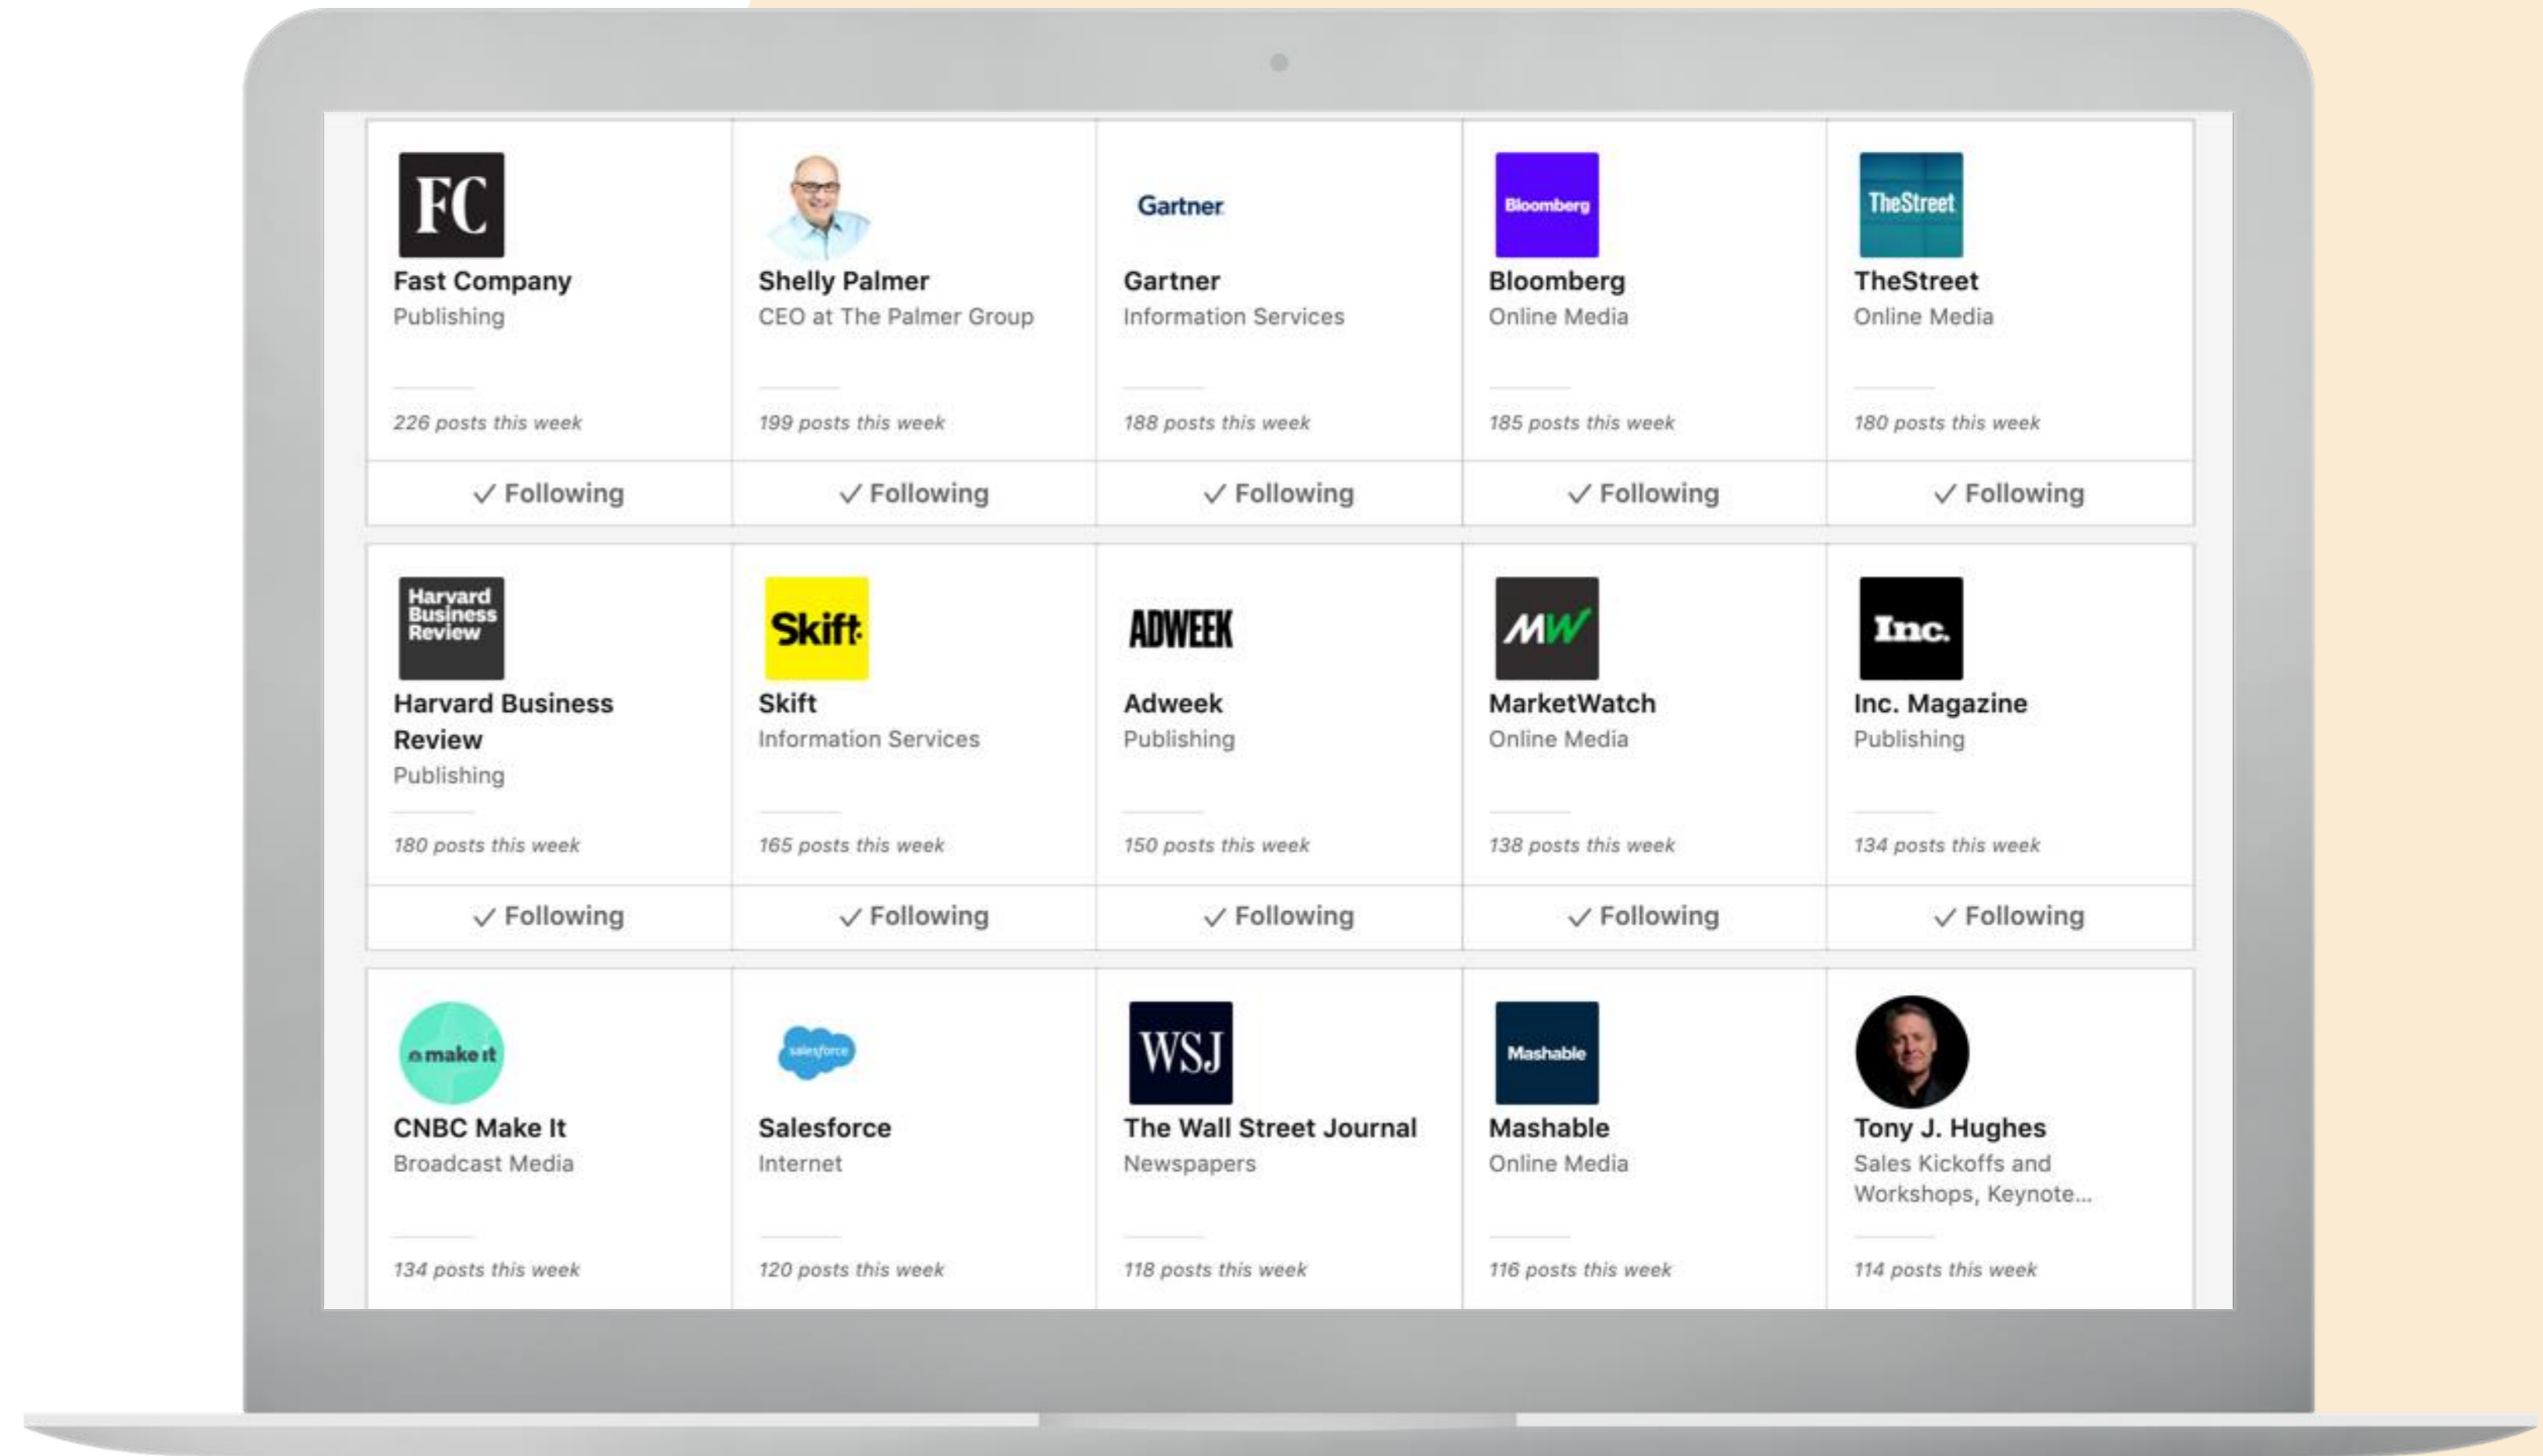 FC
Fast Company
Publishing
226 posts this week
Following
Shelly Palmer
CEO at The Palmer Group
199 posts this week
Following
Gartner
Gartner
Information Services
188 posts this week
Following
Bloomberg
Bloomberg
Online Media
185 posts this week
Following
TheStreet
TheStreet
Online Media
180 posts this week
Following
Harvard
Business
Review
Harvard Business
Review
Publishing
180 posts this week
Following
Skift
Skift
Information Services
165 posts this week
Following
ADWEEK
Adweek
Publishing
150 posts this week
Following
MW
MarketWatch
Online Media
138 posts this week
Following
Inc.
Inc. Magazine
Publishing
134 posts this week
Following
make it
CNBC Make It
Broadcast Media
134 posts this week
salesforce
Salesforce
Internet
120 posts this week
WSJ
The Wall Street Journal
Newspapers
118 posts this week
Mashable
Mashable
Online Media
116 posts this week
Tony J. Hughes
Sales Kickoffs and
Workshops, Keynote...
114 posts this week